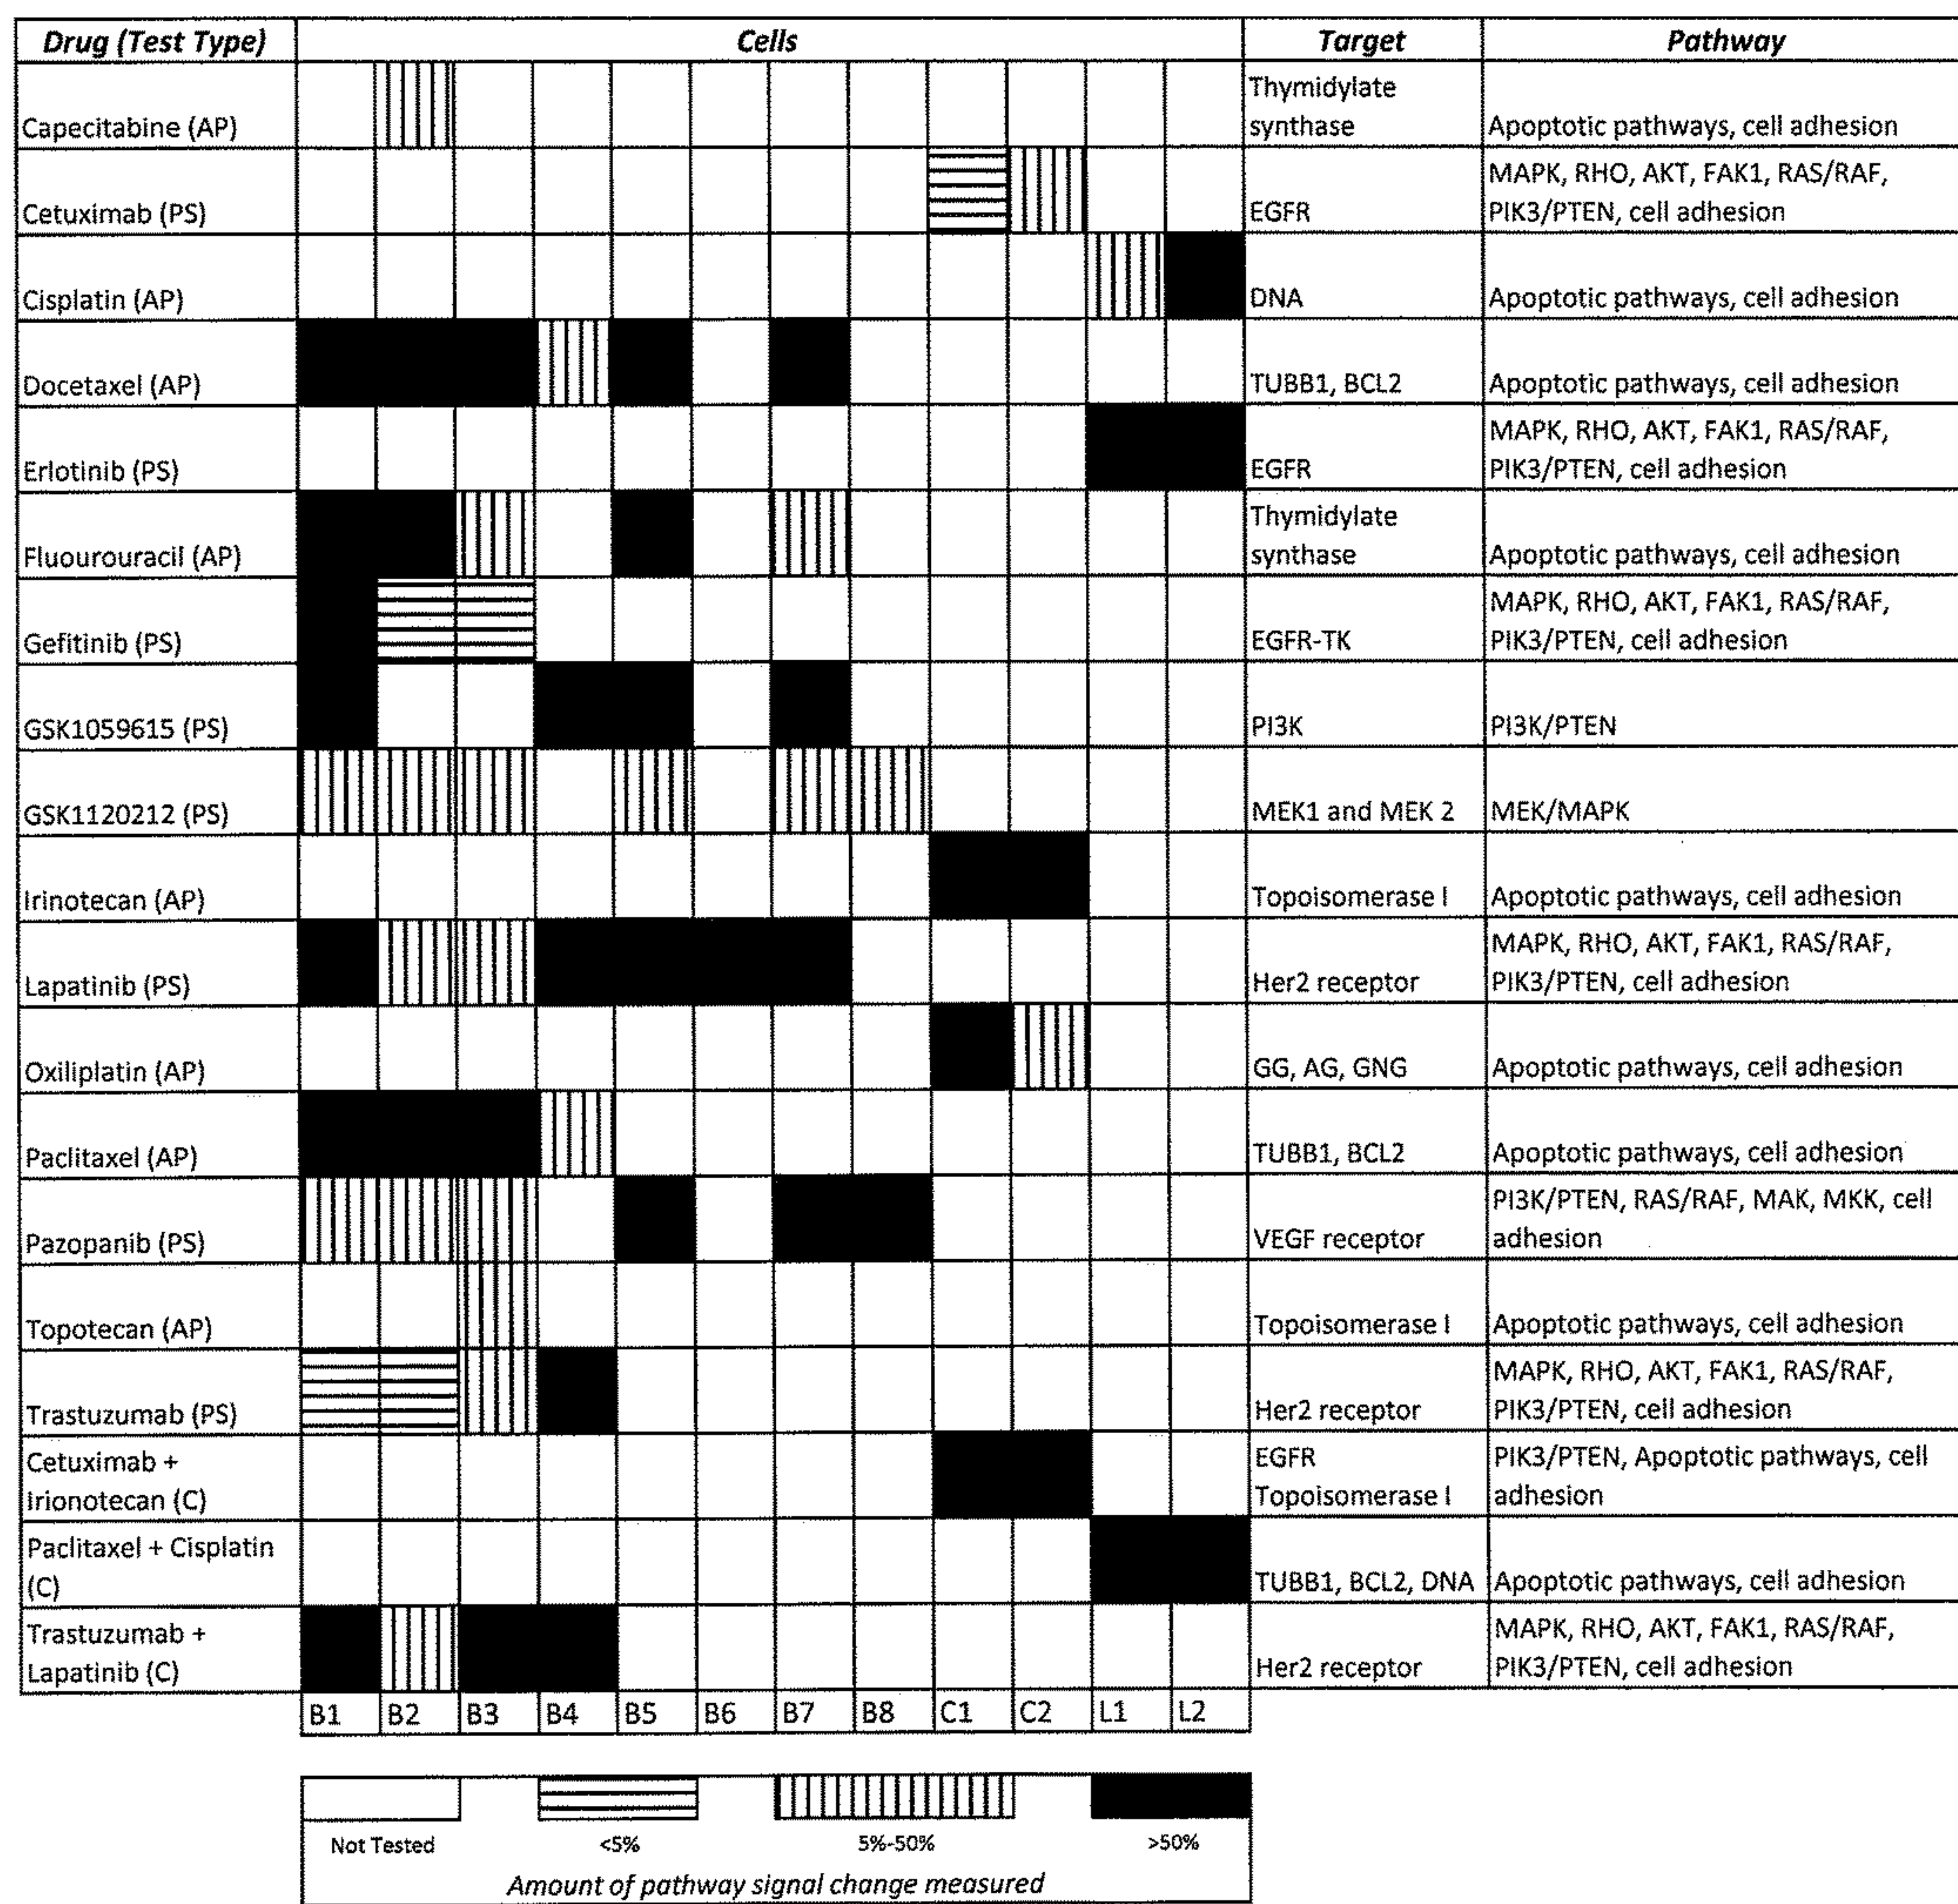 Drug (Test Type) Cells Target Pathway
Thymidylate
Capecitabine (AP) synthase Apoptotic pathways, cell adhesion
MAPK, RHO, AKT, FAK1, RAS/RAF,
Cetuximab (PS) EGFR PIK3/PTEN, cell adhesion
Cisplatin (AP) DNA Apoptotic pathways, cell adhesion
Docetaxel (AP) TUBB1, BCL2 Apoptotic pathways, cell adhesion
MAPK, RHO, AKT, FAK1, RAS/RAF,
Erlotinib (PS) EGFR PIK3/PTEN, cell adhesion
Thymidylate
Fluourouracil (AP) synthase Apoptotic pathways, cell adhesion
MAPK, RHO, AKT, FAK1, RAS/RAF,
Gefitinib (PS) EGFR-TK PIK3/PTEN, cell adhesion
GSK1059615 (PS) PI3K PI3K/PTEN
GSK1120212 (PS) MEK1 and MEK 2 MEK/MAPK
Irinotecan (AP) Topoisomerase I Apoptotic pathways, cell adhesion
MAPK, RHO, AKT, FAK1, RAS/RAF,
Lapatinib (PS) Her2 receptor PIK3/PTEN, cell adhesion
Oxiliplatin (AP) GG, AG, GNG Apoptotic pathways, cell adhesion
Paclitaxel (AP) TUBB1, BCL2 Apoptotic pathways, cell adhesion
PI3K/PTEN, RAS/RAF, MAK, MKK, cell
Pazopanib (PS) VEGF receptor adhesion
Topotecan (AP) Topoisomerase I Apoptotic pathways, cell adhesion
MAPK, RHO, AKT, FAK1, RAS/RAF,
Trastuzumab (PS) Her2 receptor PIK3/PTEN, cell adhesion
Cetuximab + EGFR PIK3/PTEN, Apoptotic pathways, cell
Irionotecan (C) Topoisomerase I adhesion
Paclitaxel + Cisplatin
(C) TUBB1, BCL2, DNA Apoptotic pathways, cell adhesion
Trastuzumab + MAPK, RHO, AKT, FAK1, RAS/RAF,
Lapatinib (C) Her2 receptor PIK3/PTEN, cell adhesion
B1 B2 B3 B4 B5 B6 B7 B8 C1 C2 L1 L2
Not Tested <5% 5%-50% >50%
Amount of pathway signal change measured